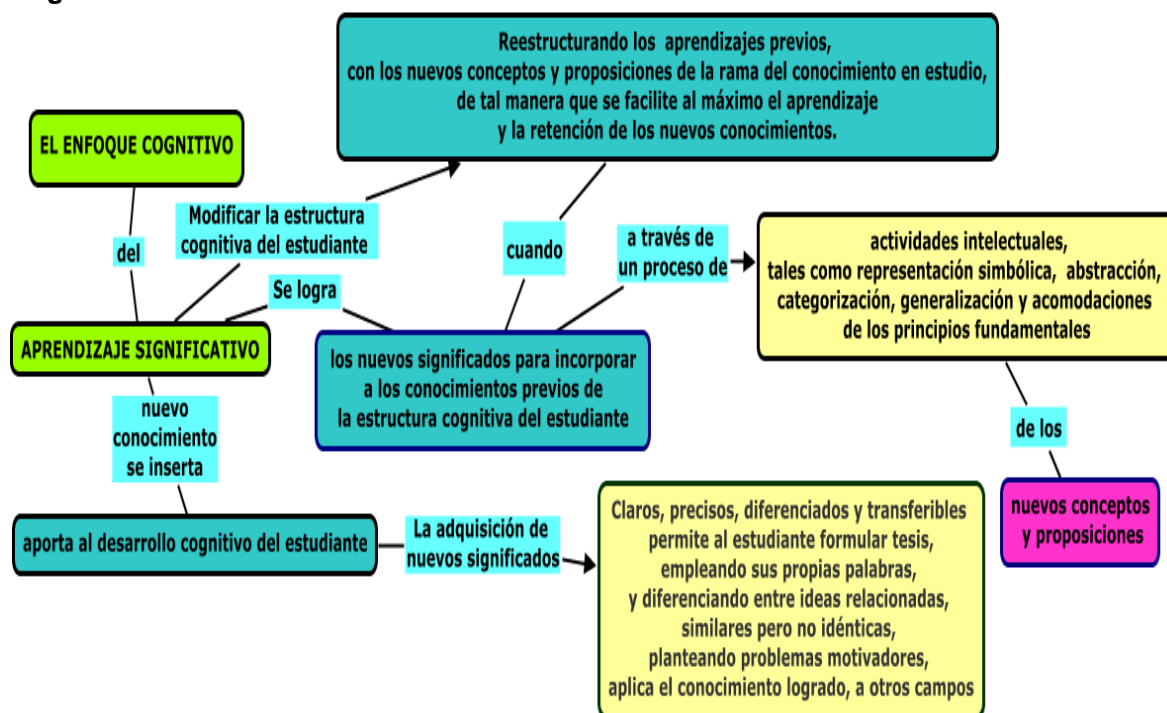 Reestructurando los aprendizajes previos,
con los nuevos conceptos y proposiciones de la rama del conocimiento en estudio,
de tal manera que se facilite al máximo el aprendizaje
y la retención de los nuevos conocimientos.
EL ENFOQUE COGNITIVO
Modificar la estructura
cognitiva del estudiante
del
cuando
a través de
un proceso de
actividades intelectuales,
tales como representación simbólica, abstracción,
categorización, generalización y acomodaciones
de los principios fundamentales
Se logra
APRENDIZAJE SIGNIFICATIVO
los nuevos significados para incorporar
a los conocimientos previos de
la estructura cognitiva del estudiante
nuevo
conocimiento
se inserta
de los
nuevos conceptos
y proposiciones
aporta al desarrollo cognitivo del estudiante
La adquisición de
nuevos significados
Claros, precisos, diferenciados y transferibles
permite al estudiante formular tesis,
empleando sus propias palabras,
y diferenciando entre ideas relacionadas,
similares pero no idénticas,
planteando problemas motivadores,
aplica el conocimiento logrado, a otros campos